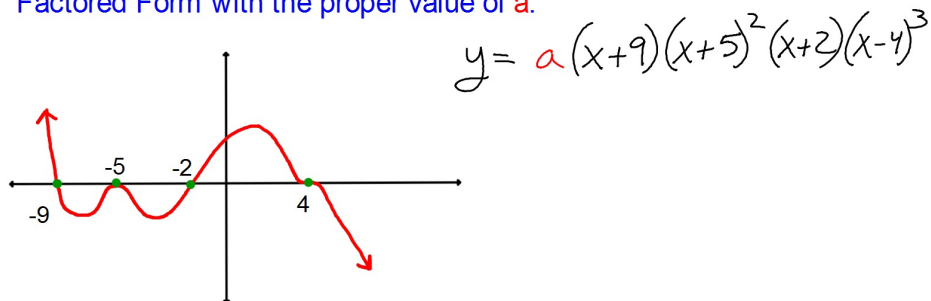 Factored Form with the proper value of a.
y= a(x+9)(x+5)²(x+2)(x-4)³
-5
-2
-9
4